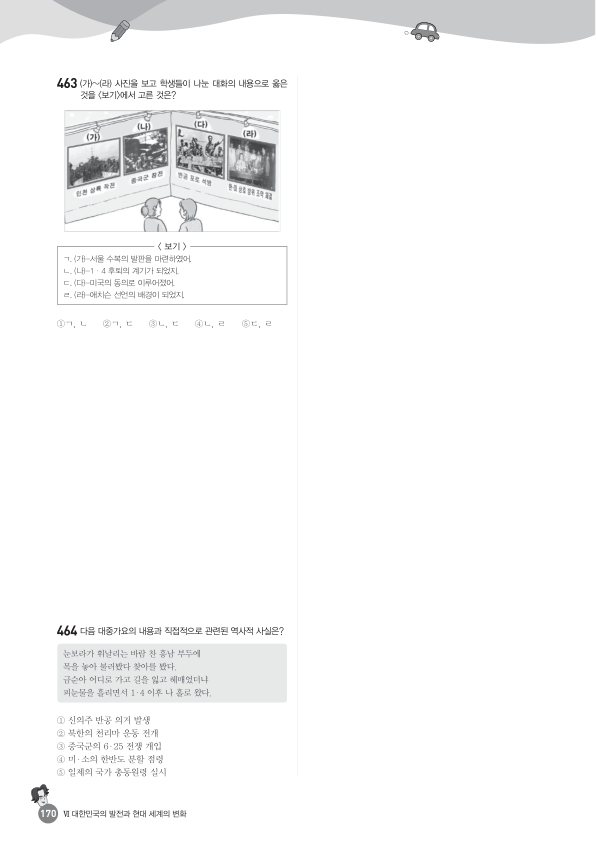 463 (가)~(라) 사진을 보고 학생들이 나눈 대화의 내용으로 옳은
것을 〈보기〉에서 고른 것은?
(가)
(나)
(다)
(라)
인천 상륙 작전
중국군 참전
반공 포로 석방
한·미 상호 방위 조약 체결
〈 보기 〉
ㄱ. (가)-서울 수복의 발판을 마련하였어.
ㄴ. (나)-1·4 후퇴의 계기가 되었지.
ㄷ. (다)-미국의 동의로 이루어졌어.
ㄹ. (라)-애치슨 선언의 배경이 되었지.
①ㄱ, ㄴ ②ㄱ, ㄷ ③ㄴ, ㄷ ④ㄴ, ㄹ ⑤ㄷ, ㄹ
464 다음 대중가요의 내용과 직접적으로 관련된 역사적 사실은?
눈보라가 휘날리는 바람 찬 흥남 부두에
목을 놓아 불러봤다 찾아를 봤다.
금순아 어디로 가고 길을 잃고 헤매었더냐
피눈물을 흘리면서 1·4 이후 나 홀로 왔다.
① 신의주 반공 의거 발생
② 북한의 천리마 운동 전개
③ 중국군의 6·25 전쟁 개입
④ 미·소의 한반도 분할 점령
⑤ 일제의 국가 총동원령 실시
170 Ⅵ 대한민국의 발전과 현대 세계의 변화